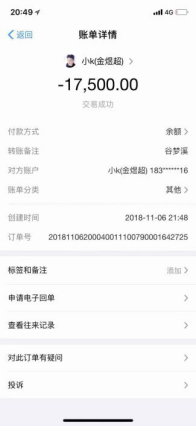 20:49 4G
返回 账单详情
小k(金煜超)
-17,500.00
交易成功
付款方式 余额
转账备注 谷梦溪
对方账户 小k(金煜超) 183******16
账单分类 其他
创建时间 2018-11-06 21:48
订单号 20181106200040011100790001642725
标签和备注 添加
申请电子回单
查看往来记录
对此订单有疑问
投诉